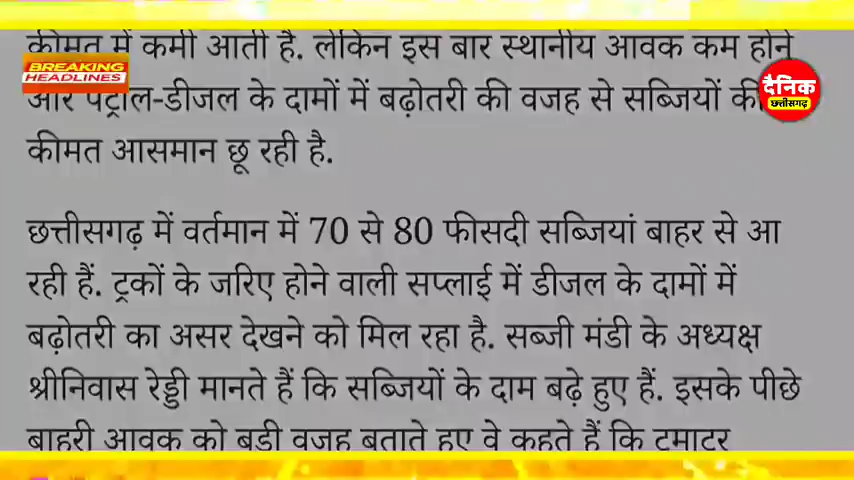 कीमत में कमी आती है. लेकिन इस बार स्थानीय आवक कम होने
BREAKING
HEADLINES
दैनिक
छत्तीसगढ़
और पेट्रोल-डीजल के दामों में बढ़ोतरी की वजह से सब्जियों की
कीमत आसमान छू रही है.
छत्तीसगढ़ में वर्तमान में 70 से 80 फीसदी सब्जियां बाहर से आ
रही हैं. ट्रकों के जरिए होने वाली सप्लाई में डीजल के दामों में
बढ़ोतरी का असर देखने को मिल रहा है. सब्जी मंडी के अध्यक्ष
श्रीनिवास रेड्डी मानते हैं कि सब्जियों के दाम बढ़े हुए हैं. इसके पीछे
बाहरी आवक को बड़ी वजह बताते हुए वे कहते हैं कि टमाटर